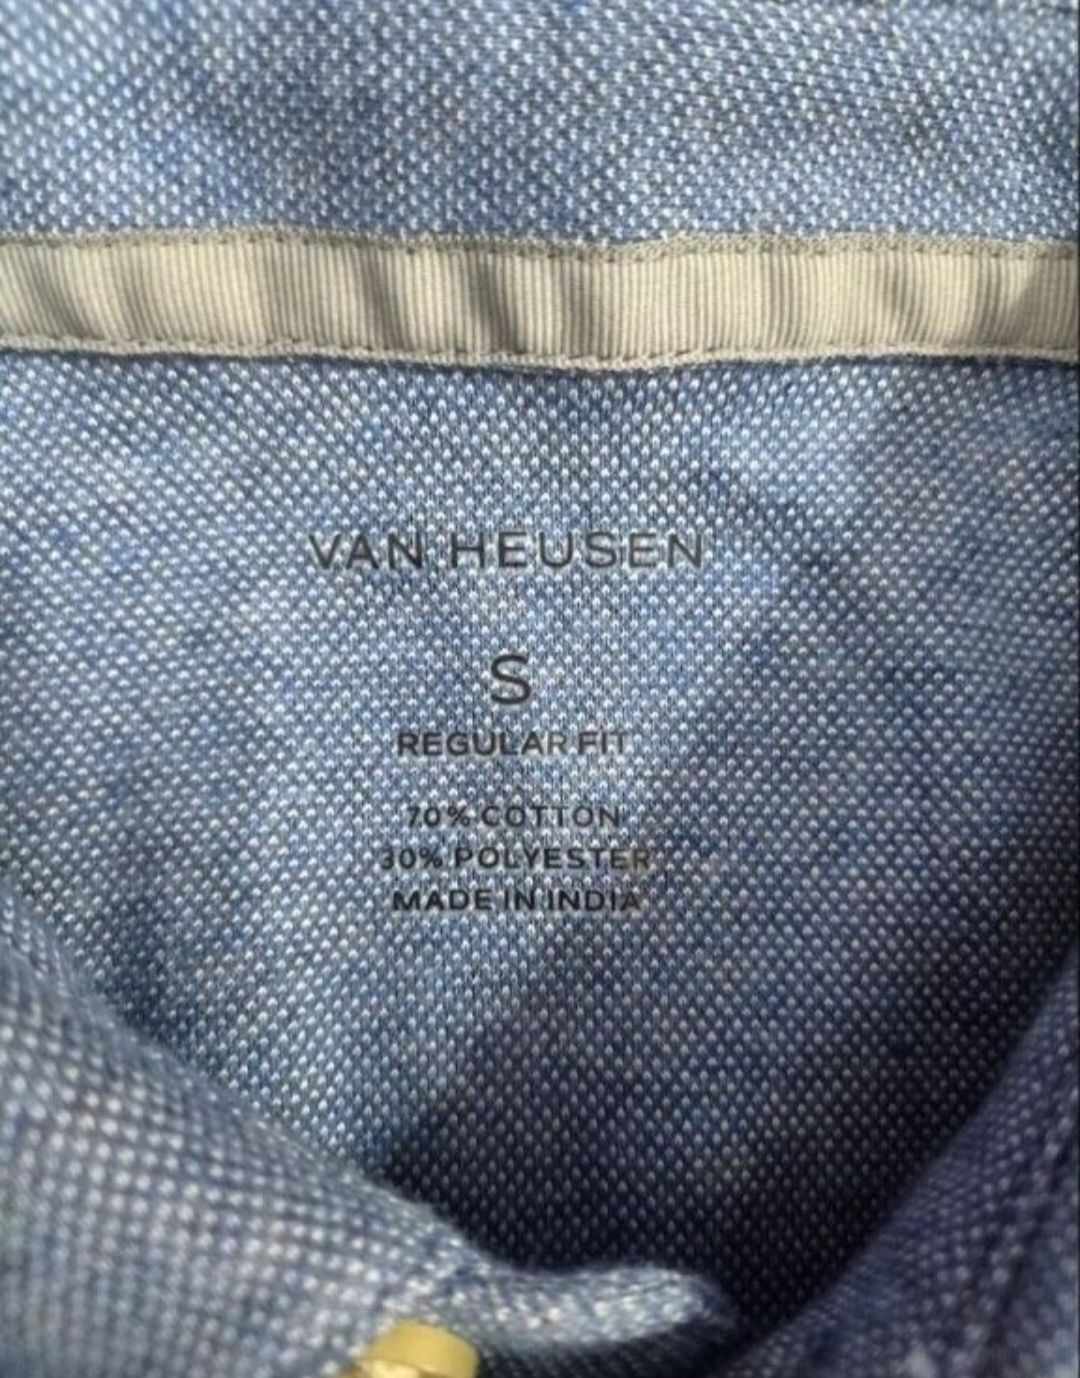 VAN HEUSEN
S
REGULAR FIT
70% COTTON
30% POLYESTER
MADE IN INDIA